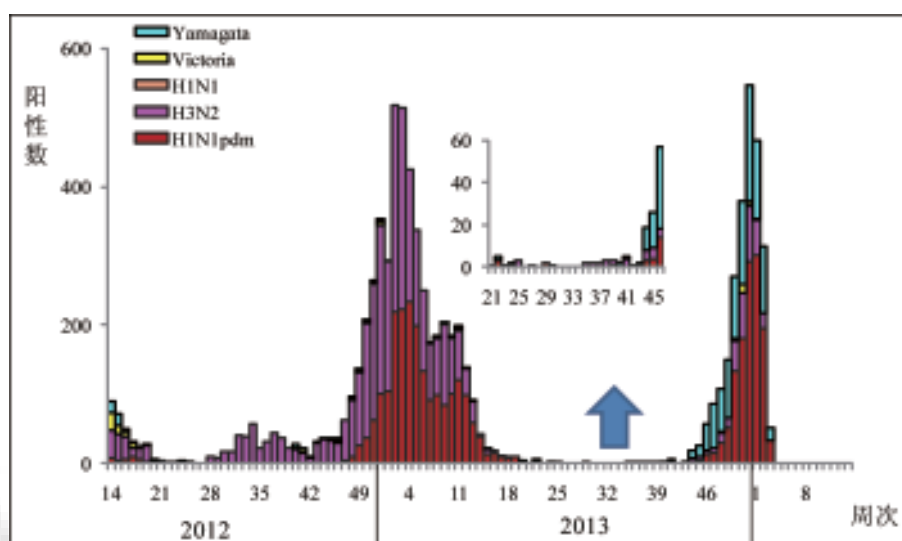 Yamagata
Victoria
H1N1
H3N2
H1N1pdm
阳性数
600
400
200
0
60
40
20
0
21 25 29 33 37 41 45
14 21 28 35 42 49 4 11 18 25 32 39 46 1 8
周次
2012 2013